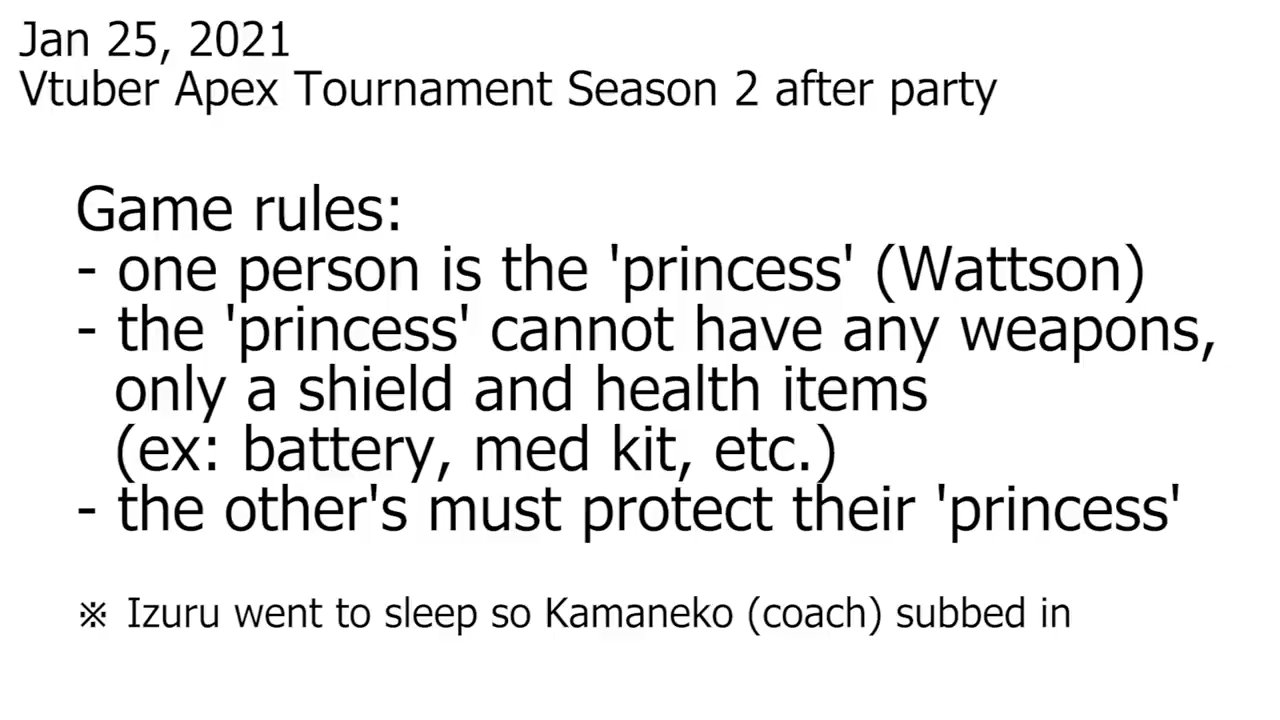 Jan 25, 2021
Vtuber Apex Tournament Season 2 after party
Game rules:
- one person is the 'princess' (Wattson)
- the 'princess' cannot have any weapons,
only a shield and health items
(ex: battery, med kit, etc.)
- the other's must protect their 'princess'
※ Izuru went to sleep so Kamaneko (coach) subbed in